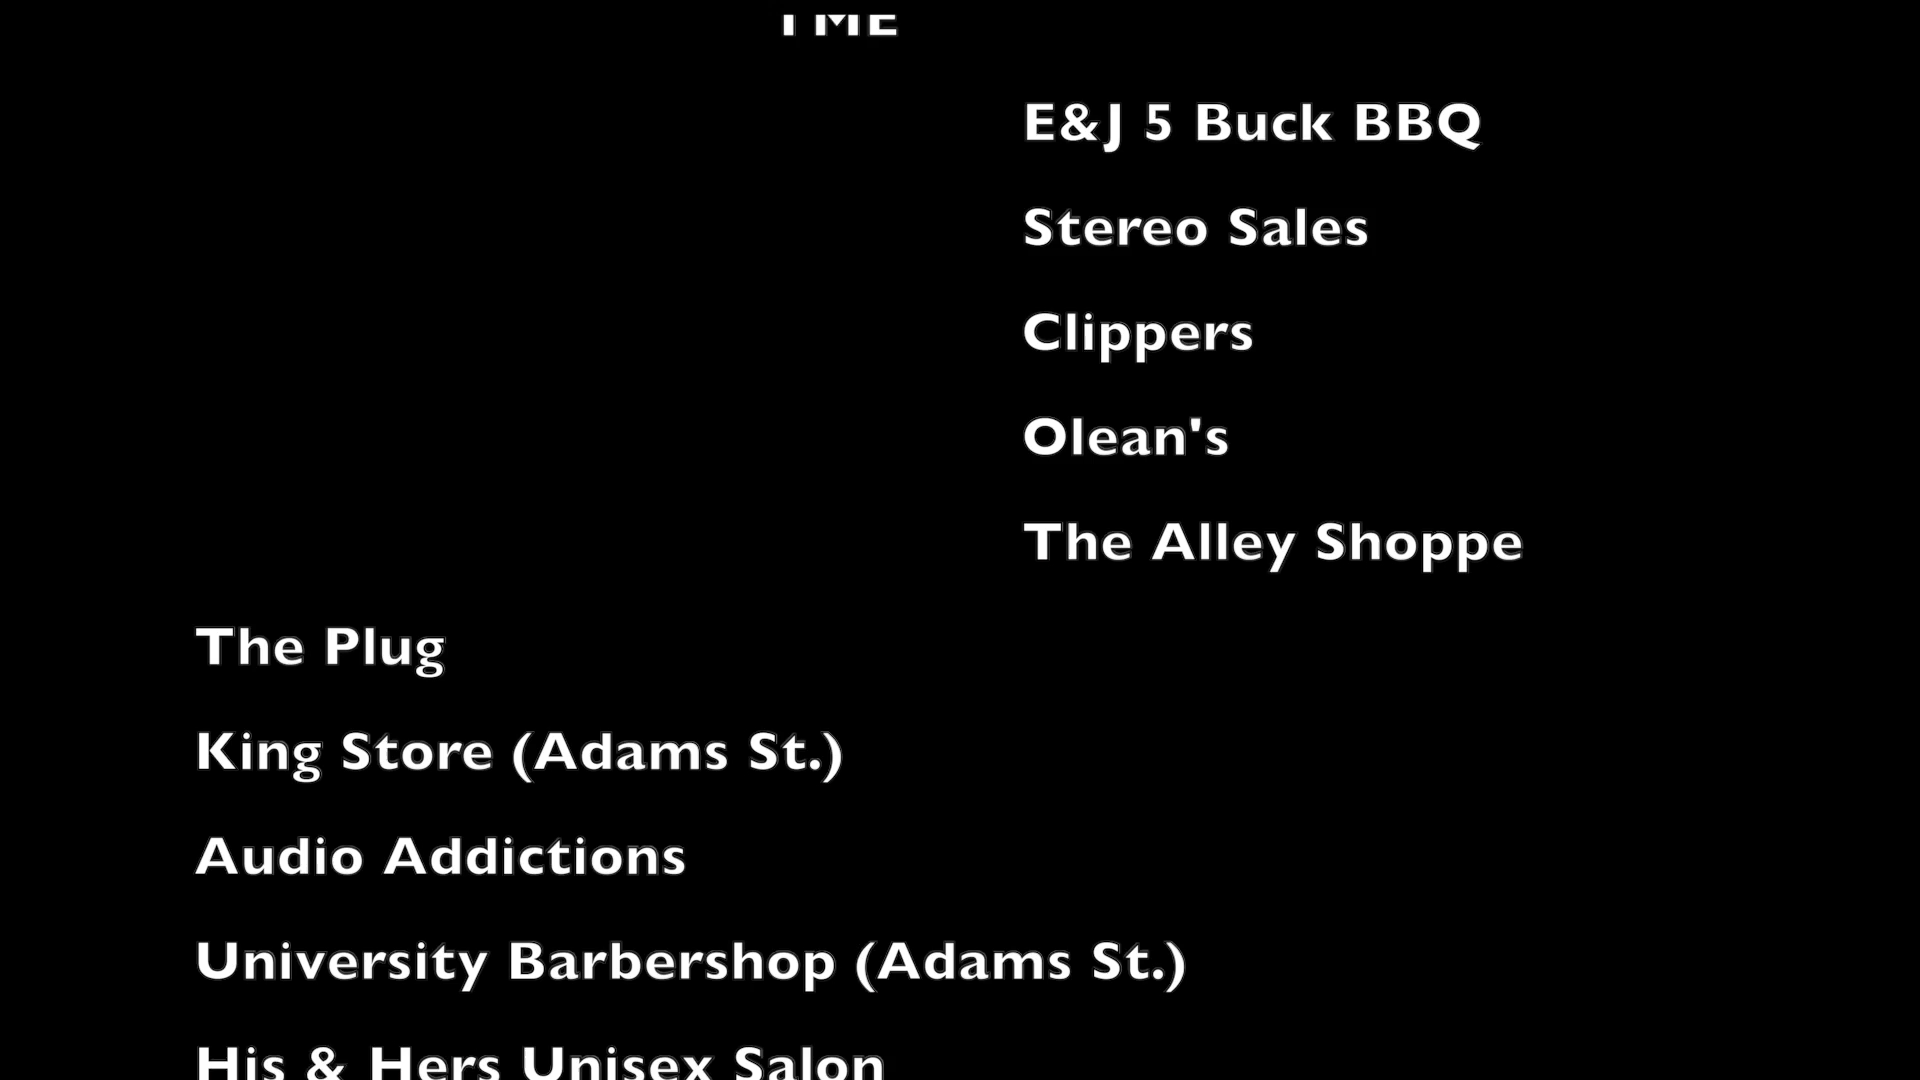 E&J 5 Buck BBQ
Stereo Sales
Clippers
Olean's
The Alley Shoppe
The Plug
King Store (Adams St.)
Audio Addictions
University Barbershop (Adams St.)
His & Hers Unisex Salon